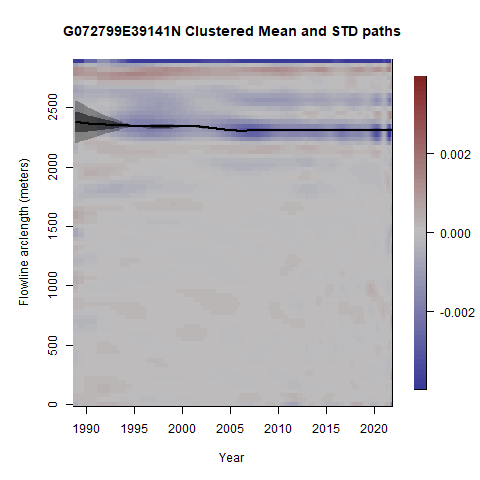 G072799E39141N Clustered Mean and STD paths
Flowline arclength (meters)
2500
2000
1500
1000
500
0
1990 1995 2000 2005 2010 2015 2020
Year
0.002
0.000
-0.002